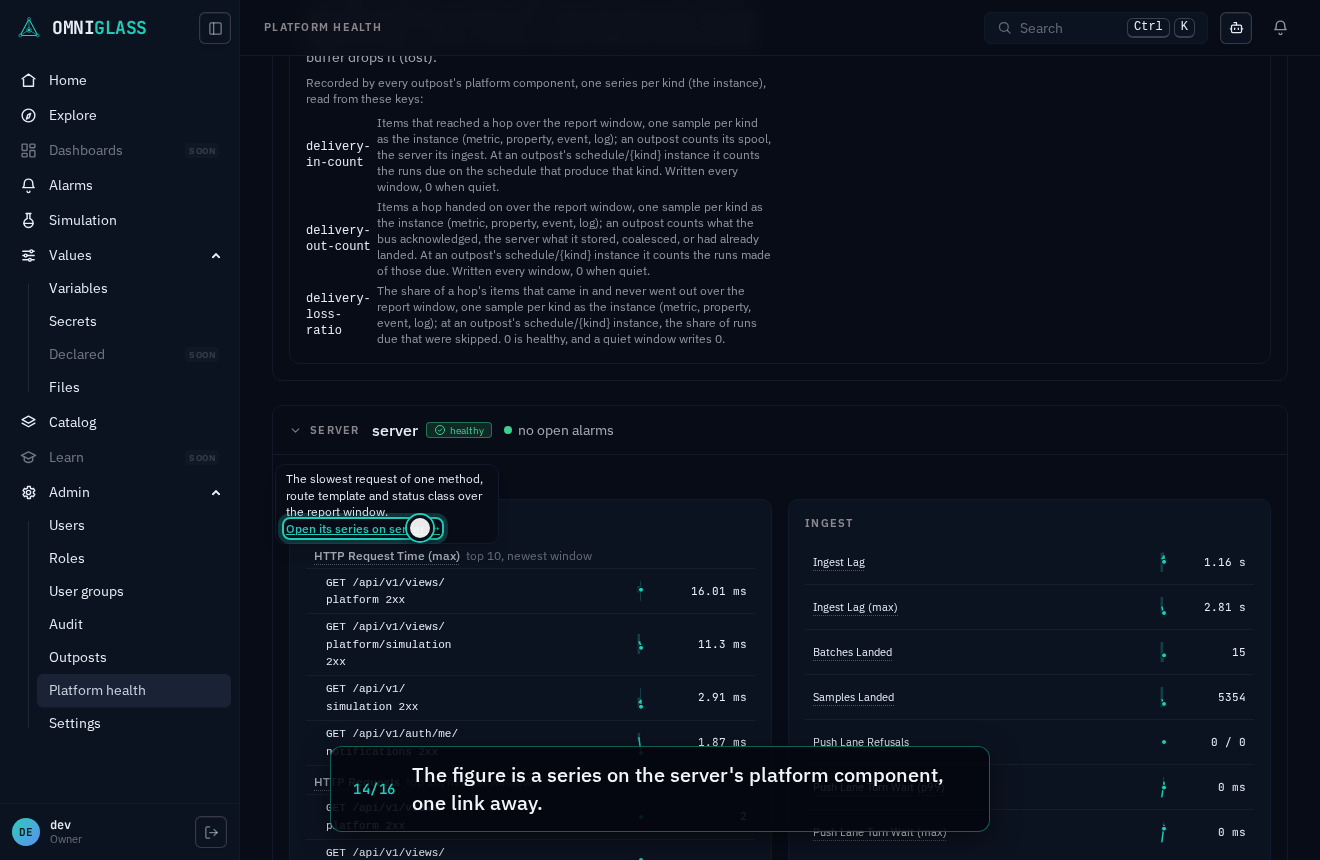 OMNIGLASS
PLATFORM HEALTH
Search
Ctrl
K
Home
Explore
Dashboards
SOON
Alarms
Simulation
Values
Variables
Secrets
Declared
SOON
Files
Catalog
Learn
SOON
Admin
Users
Roles
User groups
Audit
Outposts
Platform health
Settings
DE
dev
Owner
buffer drops it (lost).
Recorded by every outpost's platform component, one series per kind (the instance),
read from these keys:
delivery-
in-count
Items that reached a hop over the report window, one sample per kind
as the instance (metric, property, event, log); an outpost counts its spool,
the server its ingest. At an outpost's schedule/{kind} instance it counts
the runs due on the schedule that produce that kind. Written every
window, 0 when quiet.
delivery-
out-count
Items a hop handed on over the report window, one sample per kind as
the instance (metric, property, event, log); an outpost counts what the
bus acknowledged, the server what it stored, coalesced, or had already
landed. At an outpost's schedule/{kind} instance it counts the runs made
of those due. Written every window, 0 when quiet.
delivery-
loss-
ratio
The share of a hop's items that came in and never went out over the
report window, one sample per kind as the instance (metric, property,
event, log); at an outpost's schedule/{kind} instance, the share of runs
due that were skipped. 0 is healthy, and a quiet window writes 0.
SERVER
server
healthy
no open alarms
The slowest request of one method,
route template and status class over
the report window.
Open its series on
HTTP Request Time (max) top 10, newest window
GET /api/v1/views/
platform 2xx
16.01 ms
GET /api/v1/views/
platform/simulation
2xx
11.3 ms
GET /api/v1/
simulation 2xx
2.91 ms
GET /api/v1/auth/me/
notifications 2xx
1.87 ms
GET /api/v1/views/
INGEST
Ingest Lag
1.16 s
Ingest Lag (max)
2.81 s
Batches Landed
15
Samples Landed
5354
Push Lane Refusals
0 / 0
Push Lane Turn Wait (p99)
0 ms
Push Lane Turn Wait (max)
0 ms
14/16
The figure is a series on the server's platform component,
one link away.